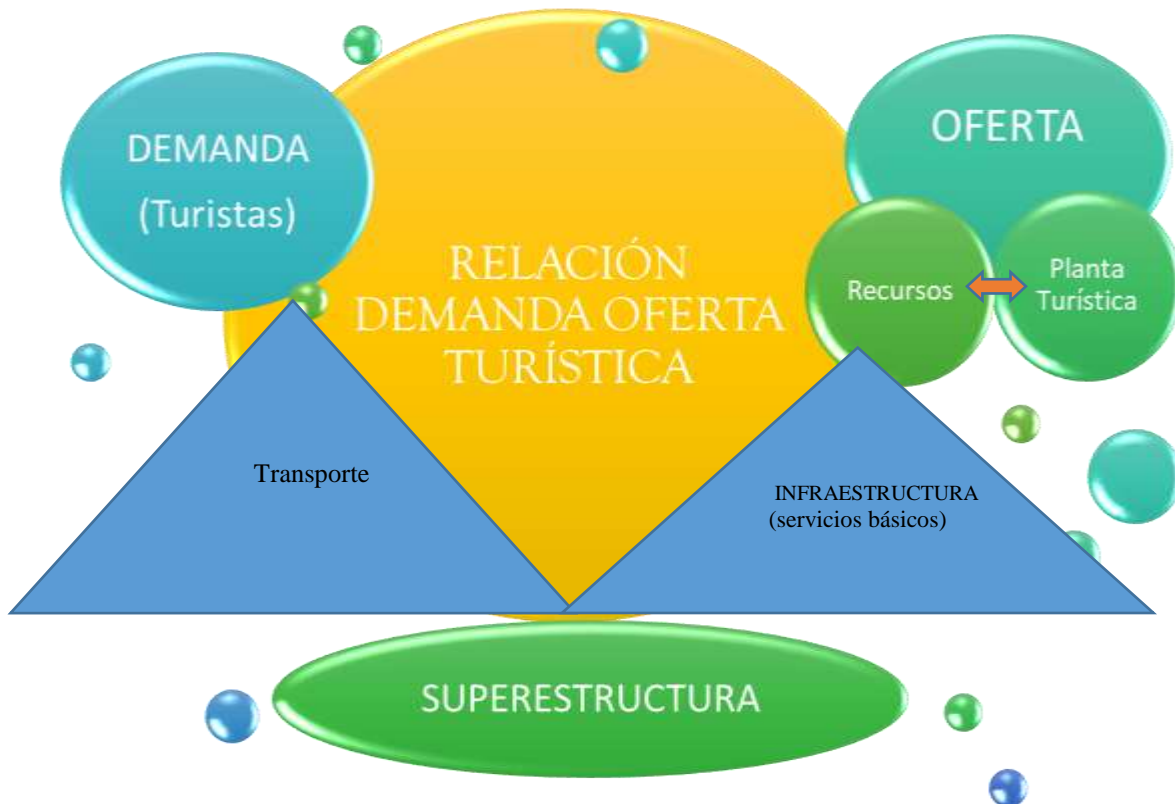 DEMANDA
(Turistas)
OFERTA
RELACIÓN
DEMANDA OFERTA
TURÍSTICA
Recursos
Planta
Turística
Transporte
INFRAESTRUCTURA
(servicios básicos)
SUPERESTRUCTURA